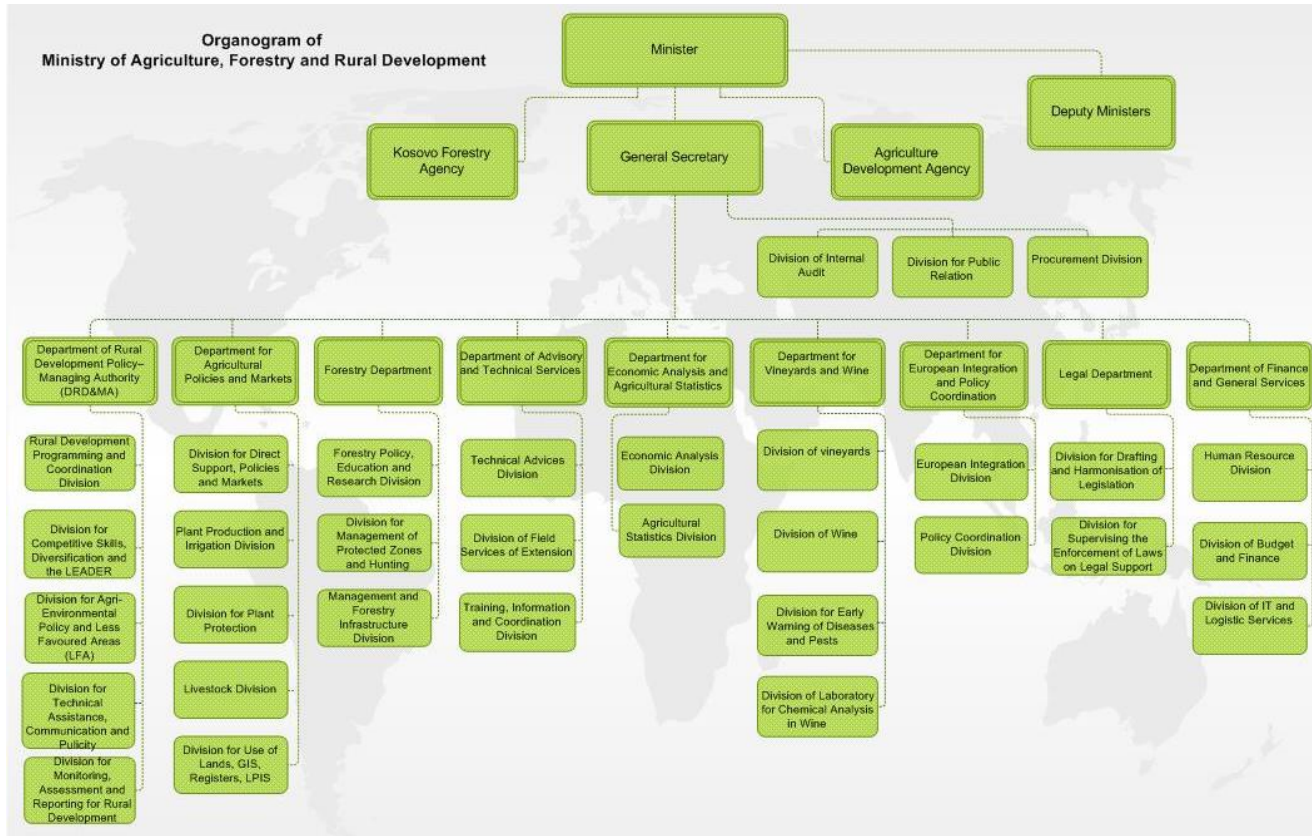 Organogram of
Ministry of Agriculture, Forestry and Rural Development
Minister
Deputy Ministers
Kosovo Forestry
Agency
General Secretary
Agriculture
Development Agency
Division of Internal
Audit
Division for Public
Relation
Procurement Division
Department of Rural
Development Policy–
Managing Authority
(DRD&MA)
Department for
Agricultural
Policies and Markets
Forestry Department
Department of Advisory
and Technical Services
Department for
Economic Analysis and
Agricultural Statistics
Department for
Vineyards and Wine
Department for
European Integration
and Policy
Coordination
Legal Department
Department of Finance
and General Services
Rural Development
Programming and
Coordination
Division
Division for
Competitive Skills,
Diversification and
the LEADER
Division for Agri-
Environmental
Policy and Less
Favoured Areas
(LFA)
Division for
Technical
Assistance,
Communication and
Pulicity
Division for
Monitoring,
Assessment and
Reporting for Rural
Development
Division for Direct
Support, Policies
and Markets
Plant Production and
Irrigation Division
Division for Plant
Protection
Livestock Division
Division for Use of
Lands, GIS,
Registers, LPIS
Forestry Policy,
Education and
Research Division
Division for
Management of
Protected Zones
and Hunting
Management and
Forestry
Infrastructure
Division
Technical Advices
Division
Division of Field
Services of Extension
Training, Information
and Coordination
Division
Economic Analysis
Division
Agricultural
Statistics Division
Division of vineyards
Division of Wine
Division for Early
Warning of Diseases
and Pests
Division of Laboratory
for Chemical Analysis
in Wine
European Integration
Division
Policy Coordination
Division
Division for Drafting
and Harmonisation of
Legislation
Division for
Supervising the
Enforcement of Laws
on Legal Support
Human Resource
Division
Division of Budget
and Finance
Division of IT and
Logistic Services